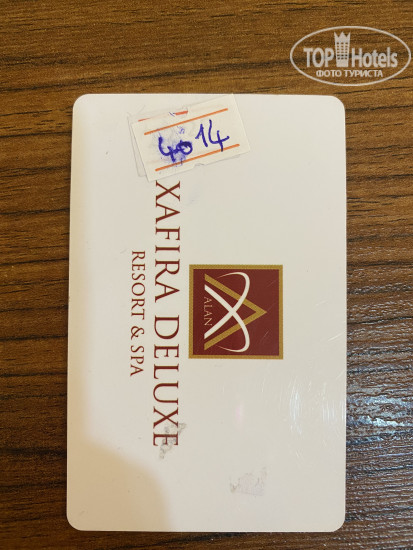 TOP Hotels
ФОТО ТУРИСТА
4014
XAFIRA DELUXE
RESORT & SPA
ALAN